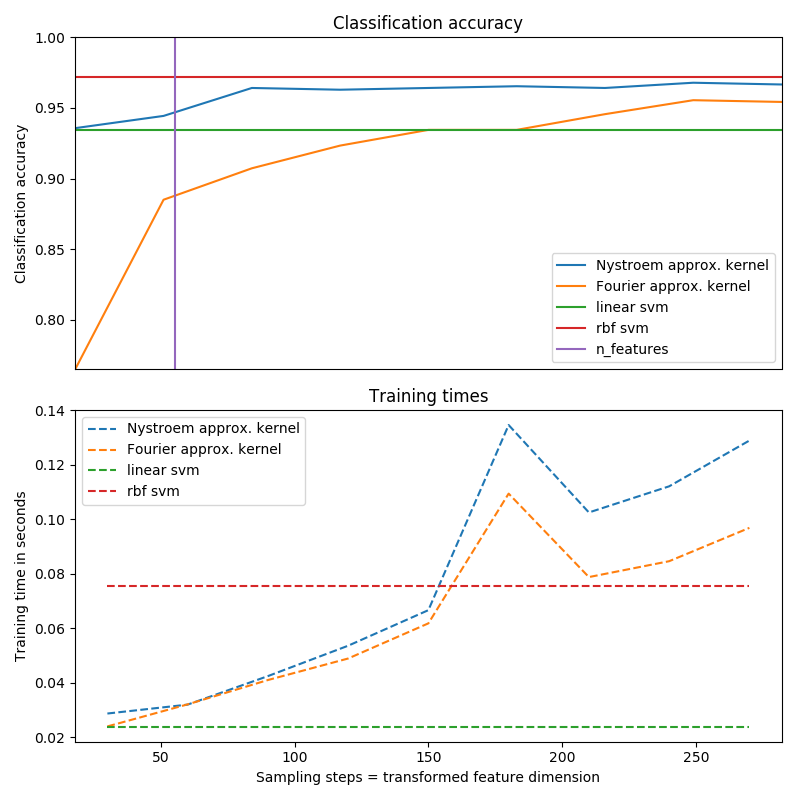 Classification accuracy
1.00
0.95
0.90
0.85
0.80
Classification accuracy
Nystroem approx. kernel
Fourier approx. kernel
linear svm
rbf svm
n_features
Training times
0.14
0.12
0.10
0.08
0.06
0.04
0.02
Training time in seconds
Nystroem approx. kernel
Fourier approx. kernel
linear svm
rbf svm
50 100 150 200 250
Sampling steps = transformed feature dimension